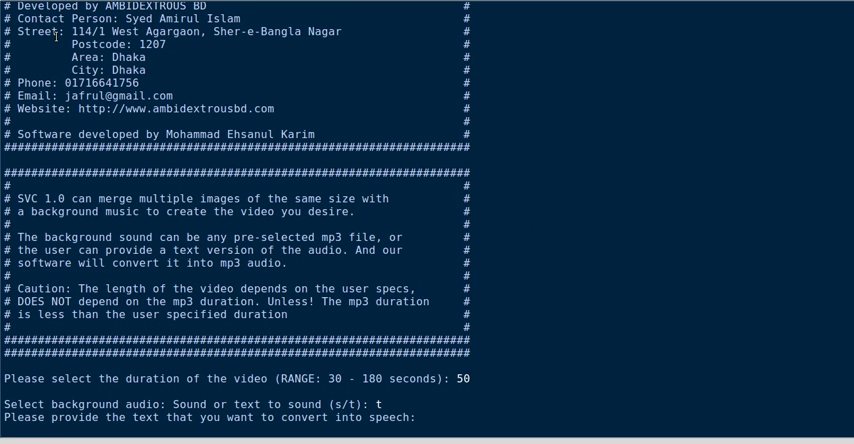 # Developed by AMBIDEXTROUS BD                                      #
# Contact Person: Syed Amirul Islam                                 #
# Street: 114/1 West Agargaon, Sher-e-Bangla Nagar                  #
#         Postcode: 1207                                            #
#         Area: Dhaka                                               #
#         City: Dhaka                                               #
# Phone: 01716641756                                                #
# Email: jafrul@gmail.com                                           #
# Website: http://www.ambidextrousbd.com                            #
#                                                                   #
# Software developed by Mohammad Ehsanul Karim                      #
#####################################################################

#####################################################################
#                                                                   #
# SVC 1.0 can merge multiple images of the same size with           #
# a background music to create the video you desire.                #
#                                                                   #
# The background sound can be any pre-selected mp3 file, or         #
# the user can provide a text version of the audio. And our         #
# software will convert it into mp3 audio.                          #
#                                                                   #
# Caution: The length of the video depends on the user specs,       #
# DOES NOT depend on the mp3 duration. Unless! The mp3 duration     #
# is less than the user specified duration                          #
#                                                                   #
#####################################################################
#####################################################################

Please select the duration of the video (RANGE: 30 - 180 seconds): 50

Select background audio: Sound or text to sound (s/t): t
Please provide the text that you want to convert into speech: